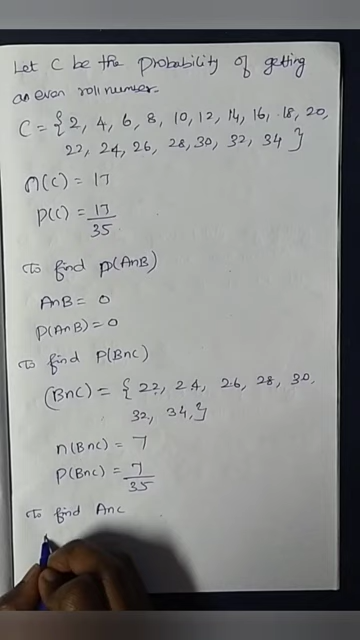 Let C be the Probability of getting
an even roll number
C = { 2, 4, 6, 8, 10, 12, 14, 16, 18, 20,
22, 24, 26, 28, 30, 32, 34 }
n(C) = 17
P(C) = 17/35
To find P(A∩B)
A∩B = 0
P(A∩B) = 0
To find P(B∩C)
(B∩C) = { 22, 24, 26, 28, 30,
32, 34, }
n(B∩C) = 7
P(B∩C) = 7/35
To find A∩C